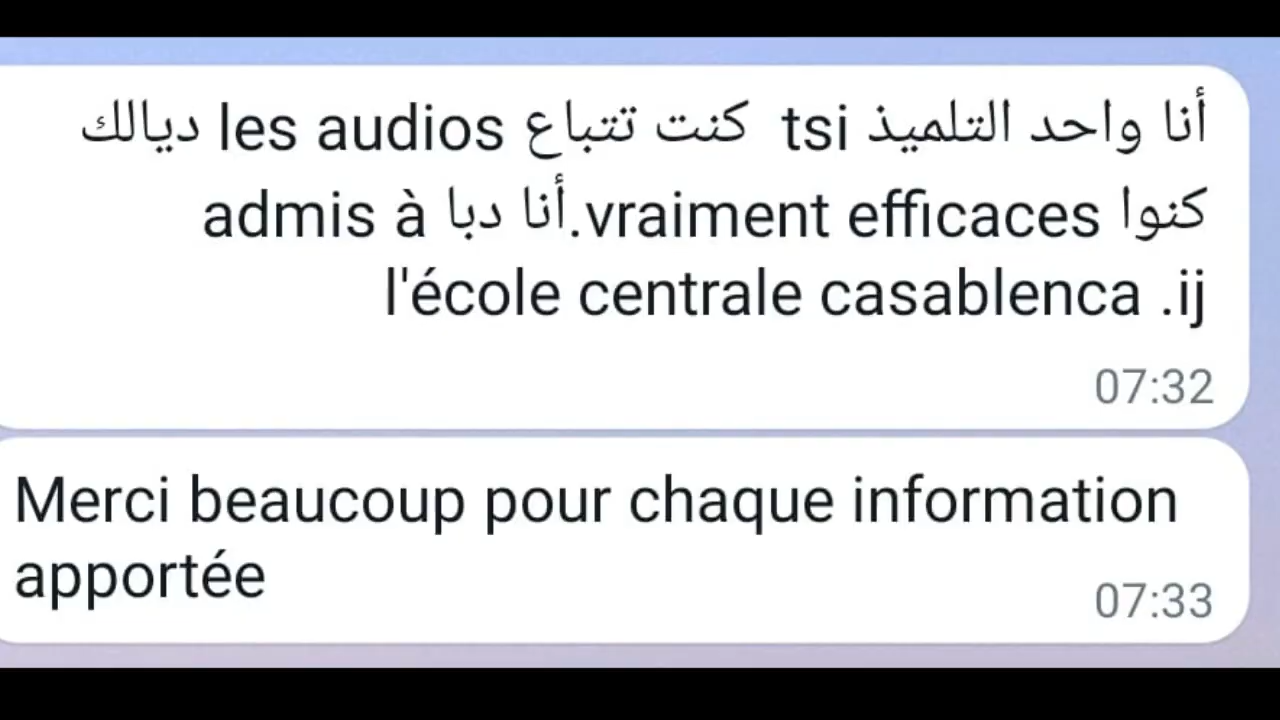 أنا واحد التلميذ tsi كنت تتباع les audios ديالك
كنوا vraiment efficaces.أنا دبا admis à
l'école centrale casablenca .ij
07:32
Merci beaucoup pour chaque information
apportée
07:33